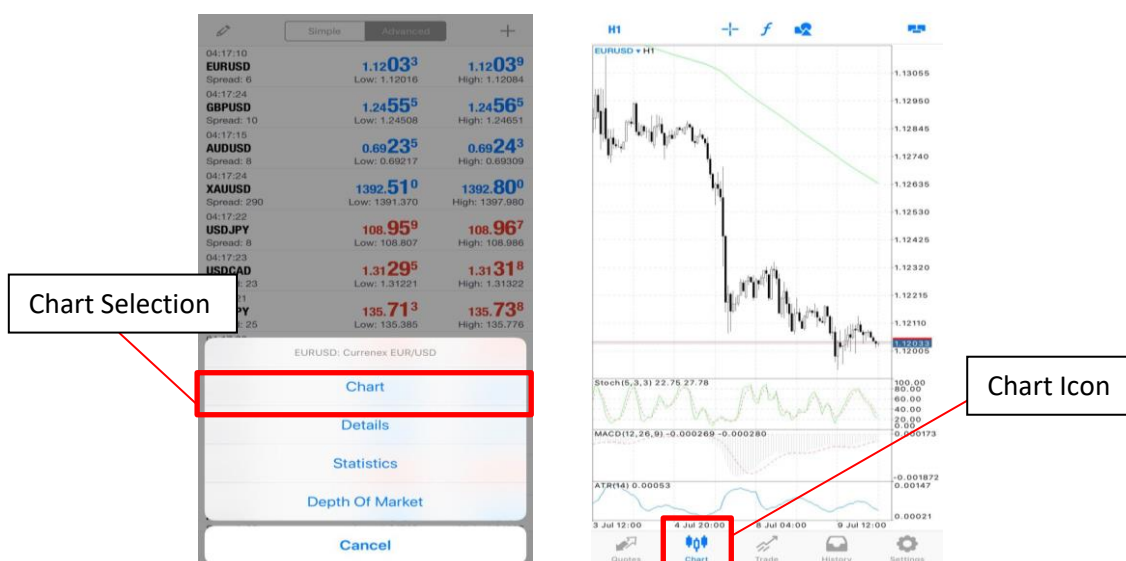 Simple Advanced
04:17:10
EURUSD 1.12033 1.12039
Spread: 6 Low: 1.12016 High: 1.12084
04:17:24
GBPUSD 1.24555 1.24565
Spread: 10 Low: 1.24508 High: 1.24651
04:17:15
AUDUSD 0.69235 0.69243
Spread: 8 Low: 0.69217 High: 0.69309
04:17:24
XAUUSD 1392.510 1392.800
Spread: 290 Low: 1391.370 High: 1397.980
04:17:22
USDJPY 108.959 108.967
Spread: 8 Low: 108.807 High: 108.986
04:17:23
USDCAD 1.31295 1.31318
: 23 Low: 1.31221 High: 1.31322
21
PY 135.713 135.738
: 25 Low: 135.385 High: 135.776
Chart Selection
EURUSD: Currenex EUR/USD
Chart
Details
Statistics
Depth Of Market
Cancel
H1 f
EURUSD ▾ H1
1.13055
1.12950
1.12845
1.12740
1.12635
1.12530
1.12425
1.12320
1.12215
1.12110
1.12033
1.12005
Stoch(5,3,3) 22.75 27.78
100.00
80.00
60.00
40.00
20.00
0.00
MACD(12,26,9) -0.000269 -0.000280
0.000173
-0.001872
ATR(14) 0.00053
0.00147
0.00021
3 Jul 12:00 4 Jul 20:00 8 Jul 04:00 9 Jul 12:00
Quotes Chart Trade History Settings
Chart Icon